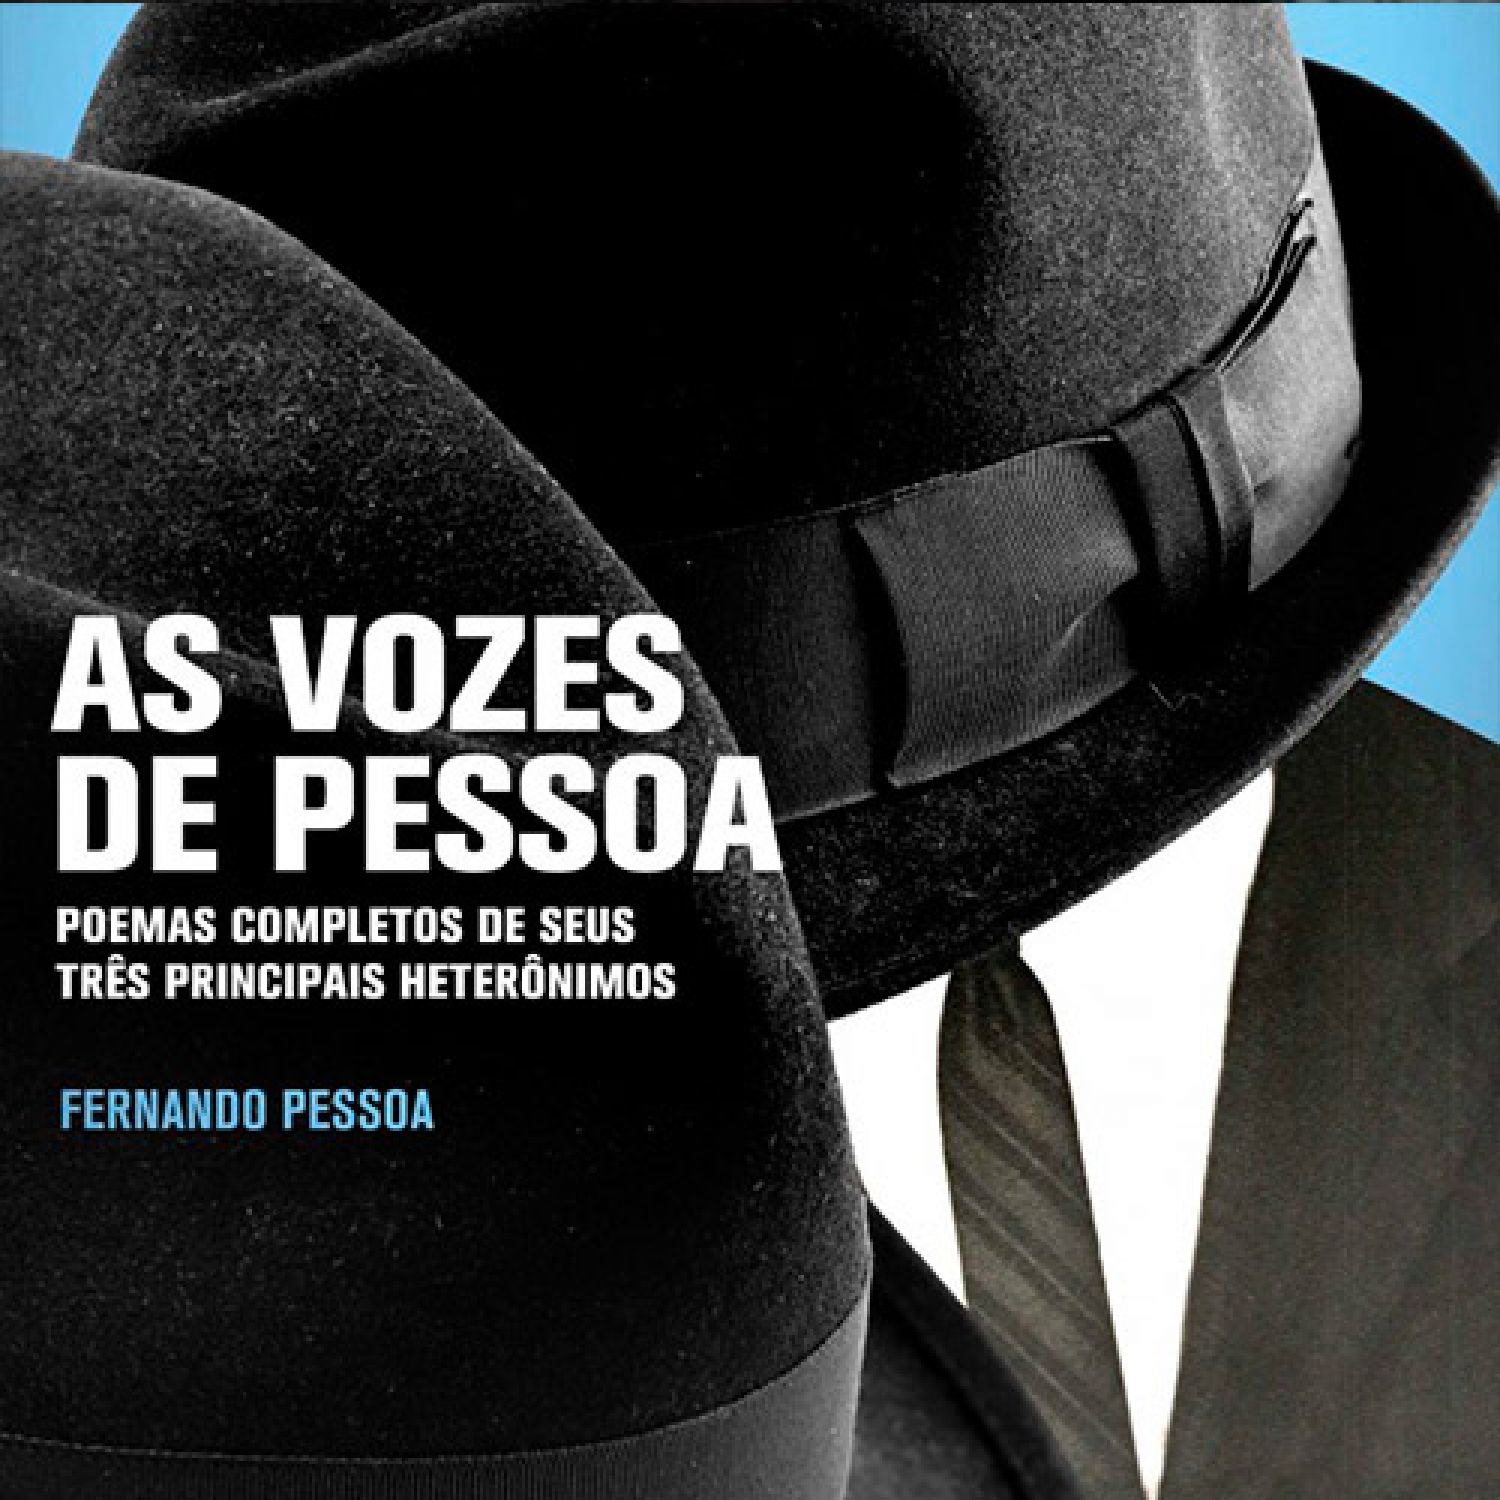 AS VOZES
DE PESSOA
POEMAS COMPLETOS DE SEUS
TRÊS PRINCIPAIS HETERÔNIMOS
FERNANDO PESSOA